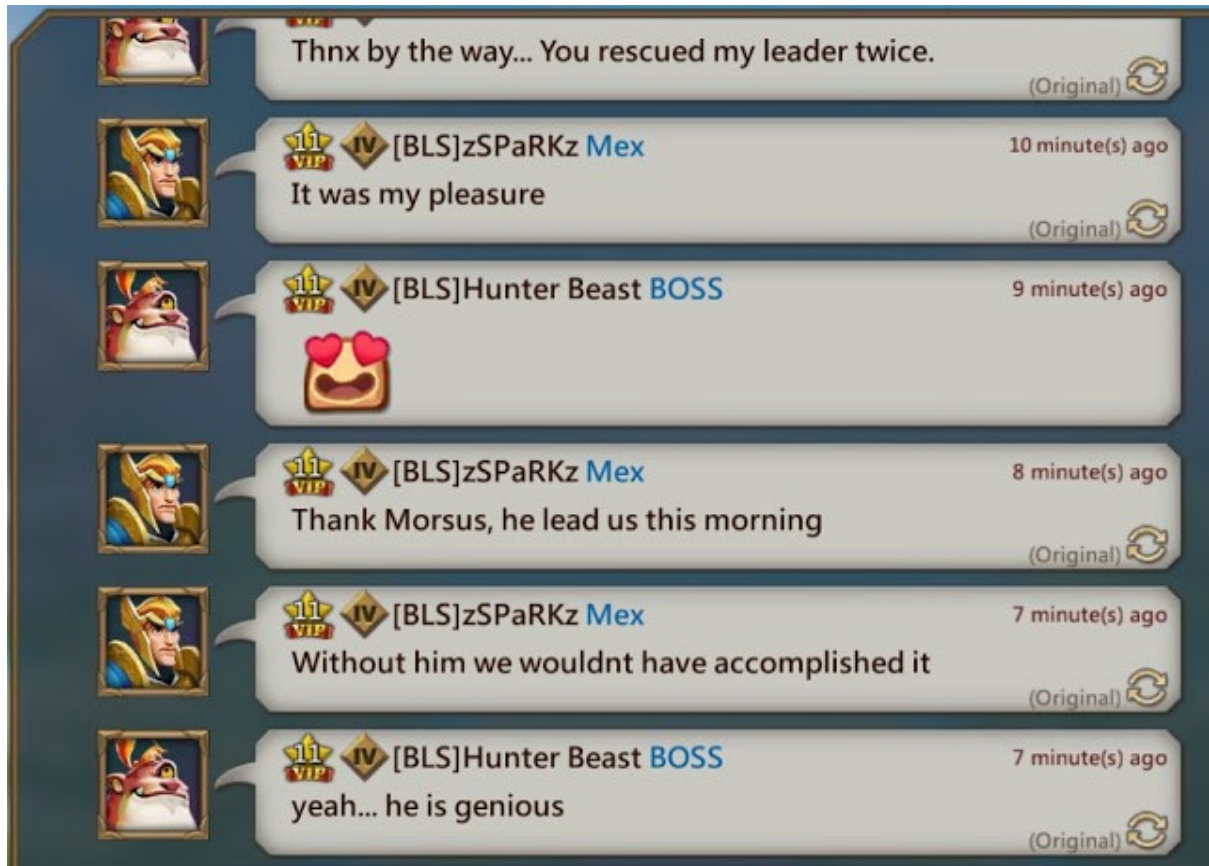 Thnx by the way... You rescued my leader twice.
(Original)
11 VIP IV [BLS]zSPaRKz Mex 10 minute(s) ago
It was my pleasure
(Original)
11 VIP IV [BLS]Hunter Beast BOSS 9 minute(s) ago
11 VIP IV [BLS]zSPaRKz Mex 8 minute(s) ago
Thank Morsus, he lead us this morning
(Original)
11 VIP IV [BLS]zSPaRKz Mex 7 minute(s) ago
Without him we wouldnt have accomplished it
(Original)
11 VIP IV [BLS]Hunter Beast BOSS 7 minute(s) ago
yeah... he is genious
(Original)